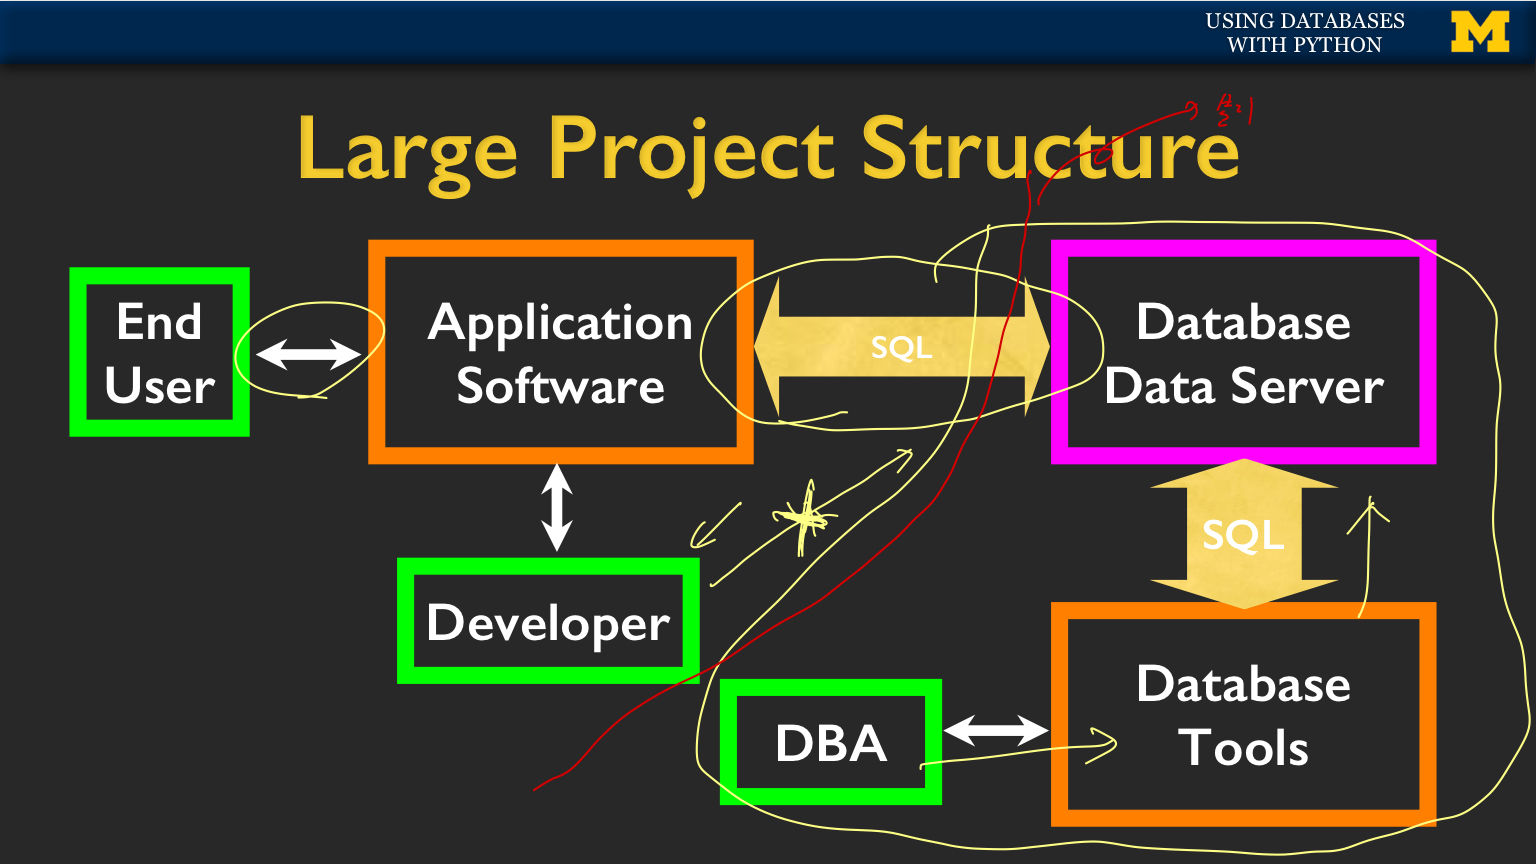 USING DATABASES
WITH PYTHON
M
Large Project Structure
End
User
Application
Software
SQL
Database
Data Server
SQL
Developer
DBA
Database
Tools